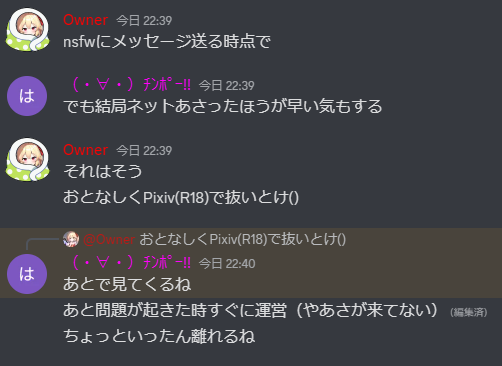 Owner 今日 22:39
nsfwにメッセージ送る時点で
は
（・∀・）ﾁﾝﾎﾟｰ!! 今日 22:39
でも結局ネットあさったほうが早い気もする
Owner 今日 22:39
それはそう
おとなしくPixiv(R18)で抜いとけ()
@Owner おとなしくPixiv(R18)で抜いとけ()
は
（・∀・）ﾁﾝﾎﾟｰ!! 今日 22:40
あとで見てくるね
あと問題が起きた時すぐに運営（やあさが来てない） (編集済)
ちょっといったん離れるね